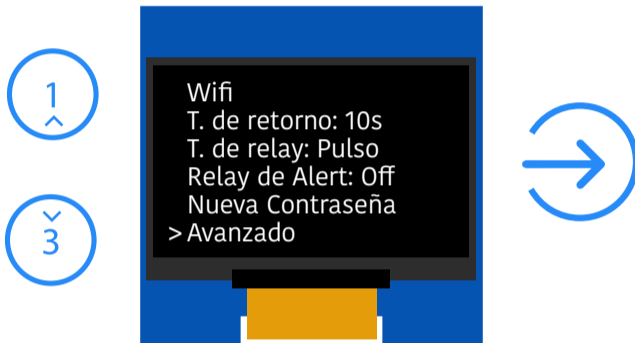 1
Wifi
T. de retorno: 10s
T. de relay: Pulso
Relay de Alert: Off
Nueva Contraseña
> Avanzado
3